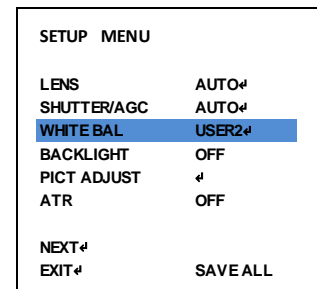 SETUP MENU
LENS AUTO↵
SHUTTER/AGC AUTO↵
WHITE BAL USER2↵
BACKLIGHT OFF
PICT ADJUST ↵
ATR OFF
NEXT↵
EXIT↵ SAVE ALL